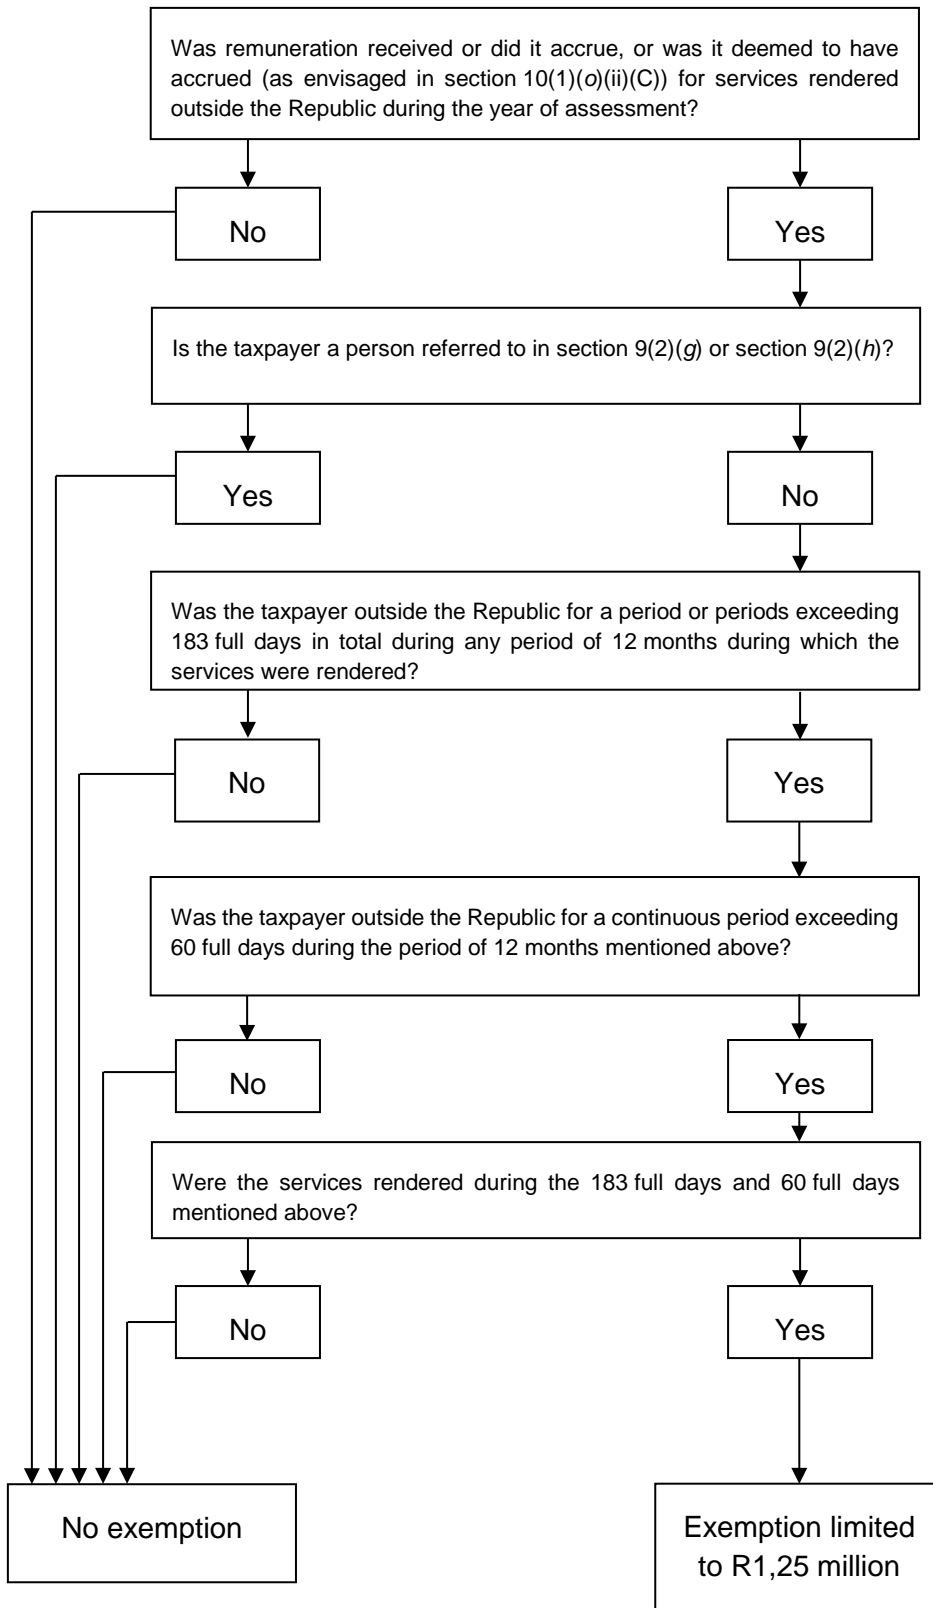 Was remuneration received or did it accrue, or was it deemed to have
accrued (as envisaged in section 10(1)(o)(ii)(C)) for services rendered
outside the Republic during the year of assessment?
No
Yes
Is the taxpayer a person referred to in section 9(2)(g) or section 9(2)(h)?
Yes
No
Was the taxpayer outside the Republic for a period or periods exceeding
183 full days in total during any period of 12 months during which the
services were rendered?
No
Yes
Was the taxpayer outside the Republic for a continuous period exceeding
60 full days during the period of 12 months mentioned above?
No
Yes
Were the services rendered during the 183 full days and 60 full days
mentioned above?
No
Yes
No exemption
Exemption limited
to R1,25 million